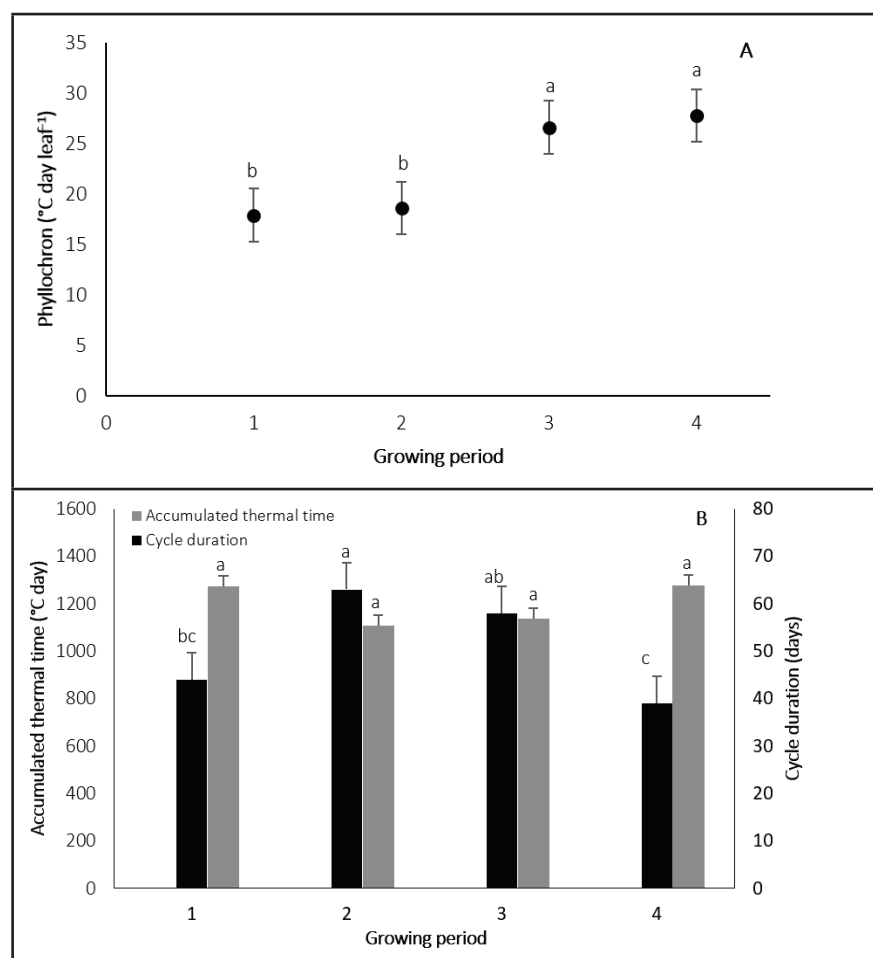 A
35
30
25
20
15
10
5
0
Phyllochron (°C day leaf⁻¹)
b
b
a
a
0 1 2 3 4
Growing period
B
Accumulated thermal time
Cycle duration
1600
1400
1200
1000
800
600
400
200
0
Accumulated thermal time (°C day)
bc a
a a
ab a
c a
80
70
60
50
40
30
20
10
0
Cycle duration (days)
1 2 3 4
Growing period